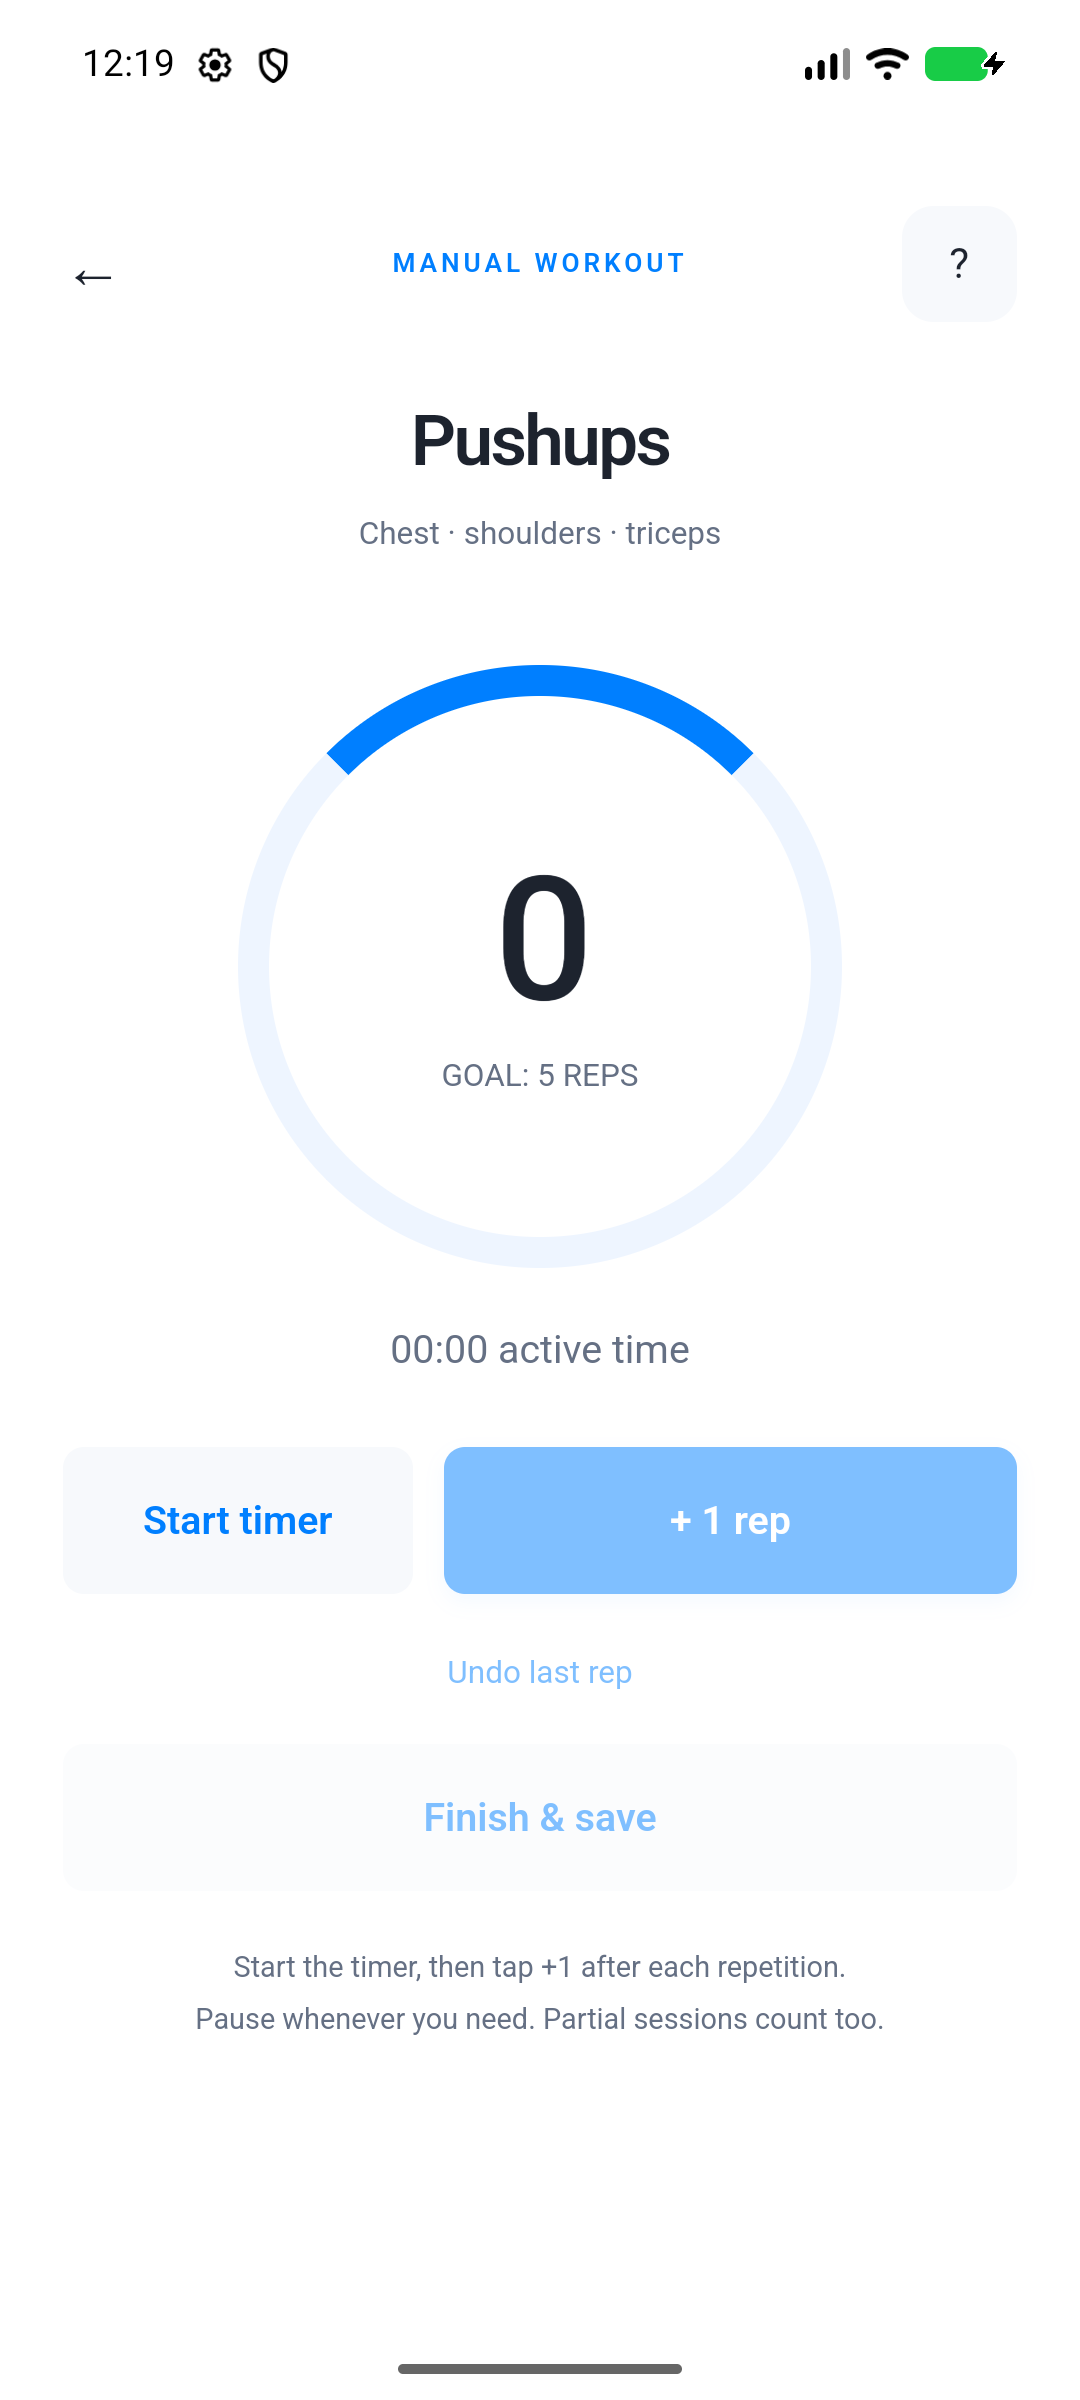 12:19
MANUAL WORKOUT
?
Pushups
Chest · shoulders · triceps
0
GOAL: 5 REPS
00:00 active time
Start timer
+ 1 rep
Undo last rep
Finish & save
Start the timer, then tap +1 after each repetition.
Pause whenever you need. Partial sessions count too.